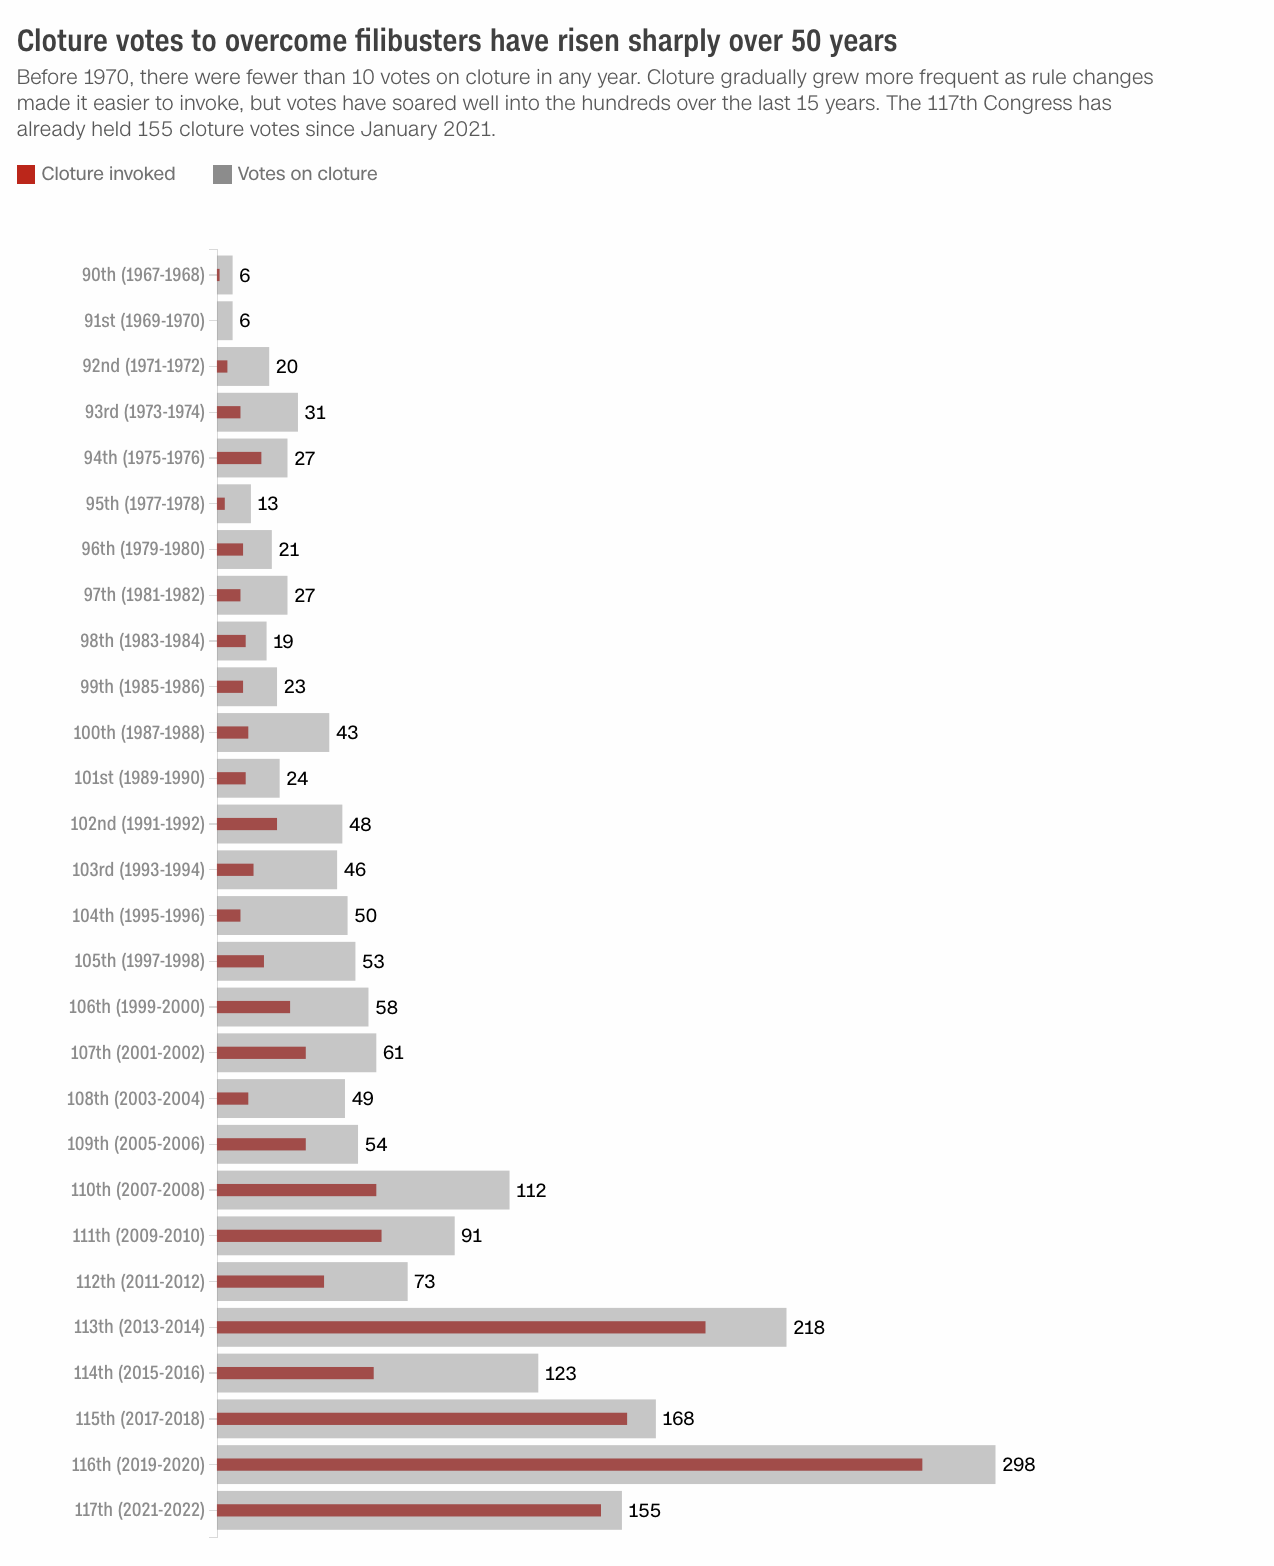 Cloture votes to overcome filibusters have risen sharply over 50 years
Before 1970, there were fewer than 10 votes on cloture in any year. Cloture gradually grew more frequent as rule changes
made it easier to invoke, but votes have soared well into the hundreds over the last 15 years. The 117th Congress has
already held 155 cloture votes since January 2021.
Cloture invoked Votes on cloture
90th (1967-1968) 6
91st (1969-1970) 6
92nd (1971-1972) 20
93rd (1973-1974) 31
94th (1975-1976) 27
95th (1977-1978) 13
96th (1979-1980) 21
97th (1981-1982) 27
98th (1983-1984) 19
99th (1985-1986) 23
100th (1987-1988) 43
101st (1989-1990) 24
102nd (1991-1992) 48
103rd (1993-1994) 46
104th (1995-1996) 50
105th (1997-1998) 53
106th (1999-2000) 58
107th (2001-2002) 61
108th (2003-2004) 49
109th (2005-2006) 54
110th (2007-2008) 112
111th (2009-2010) 91
112th (2011-2012) 73
113th (2013-2014) 218
114th (2015-2016) 123
115th (2017-2018) 168
116th (2019-2020) 298
117th (2021-2022) 155